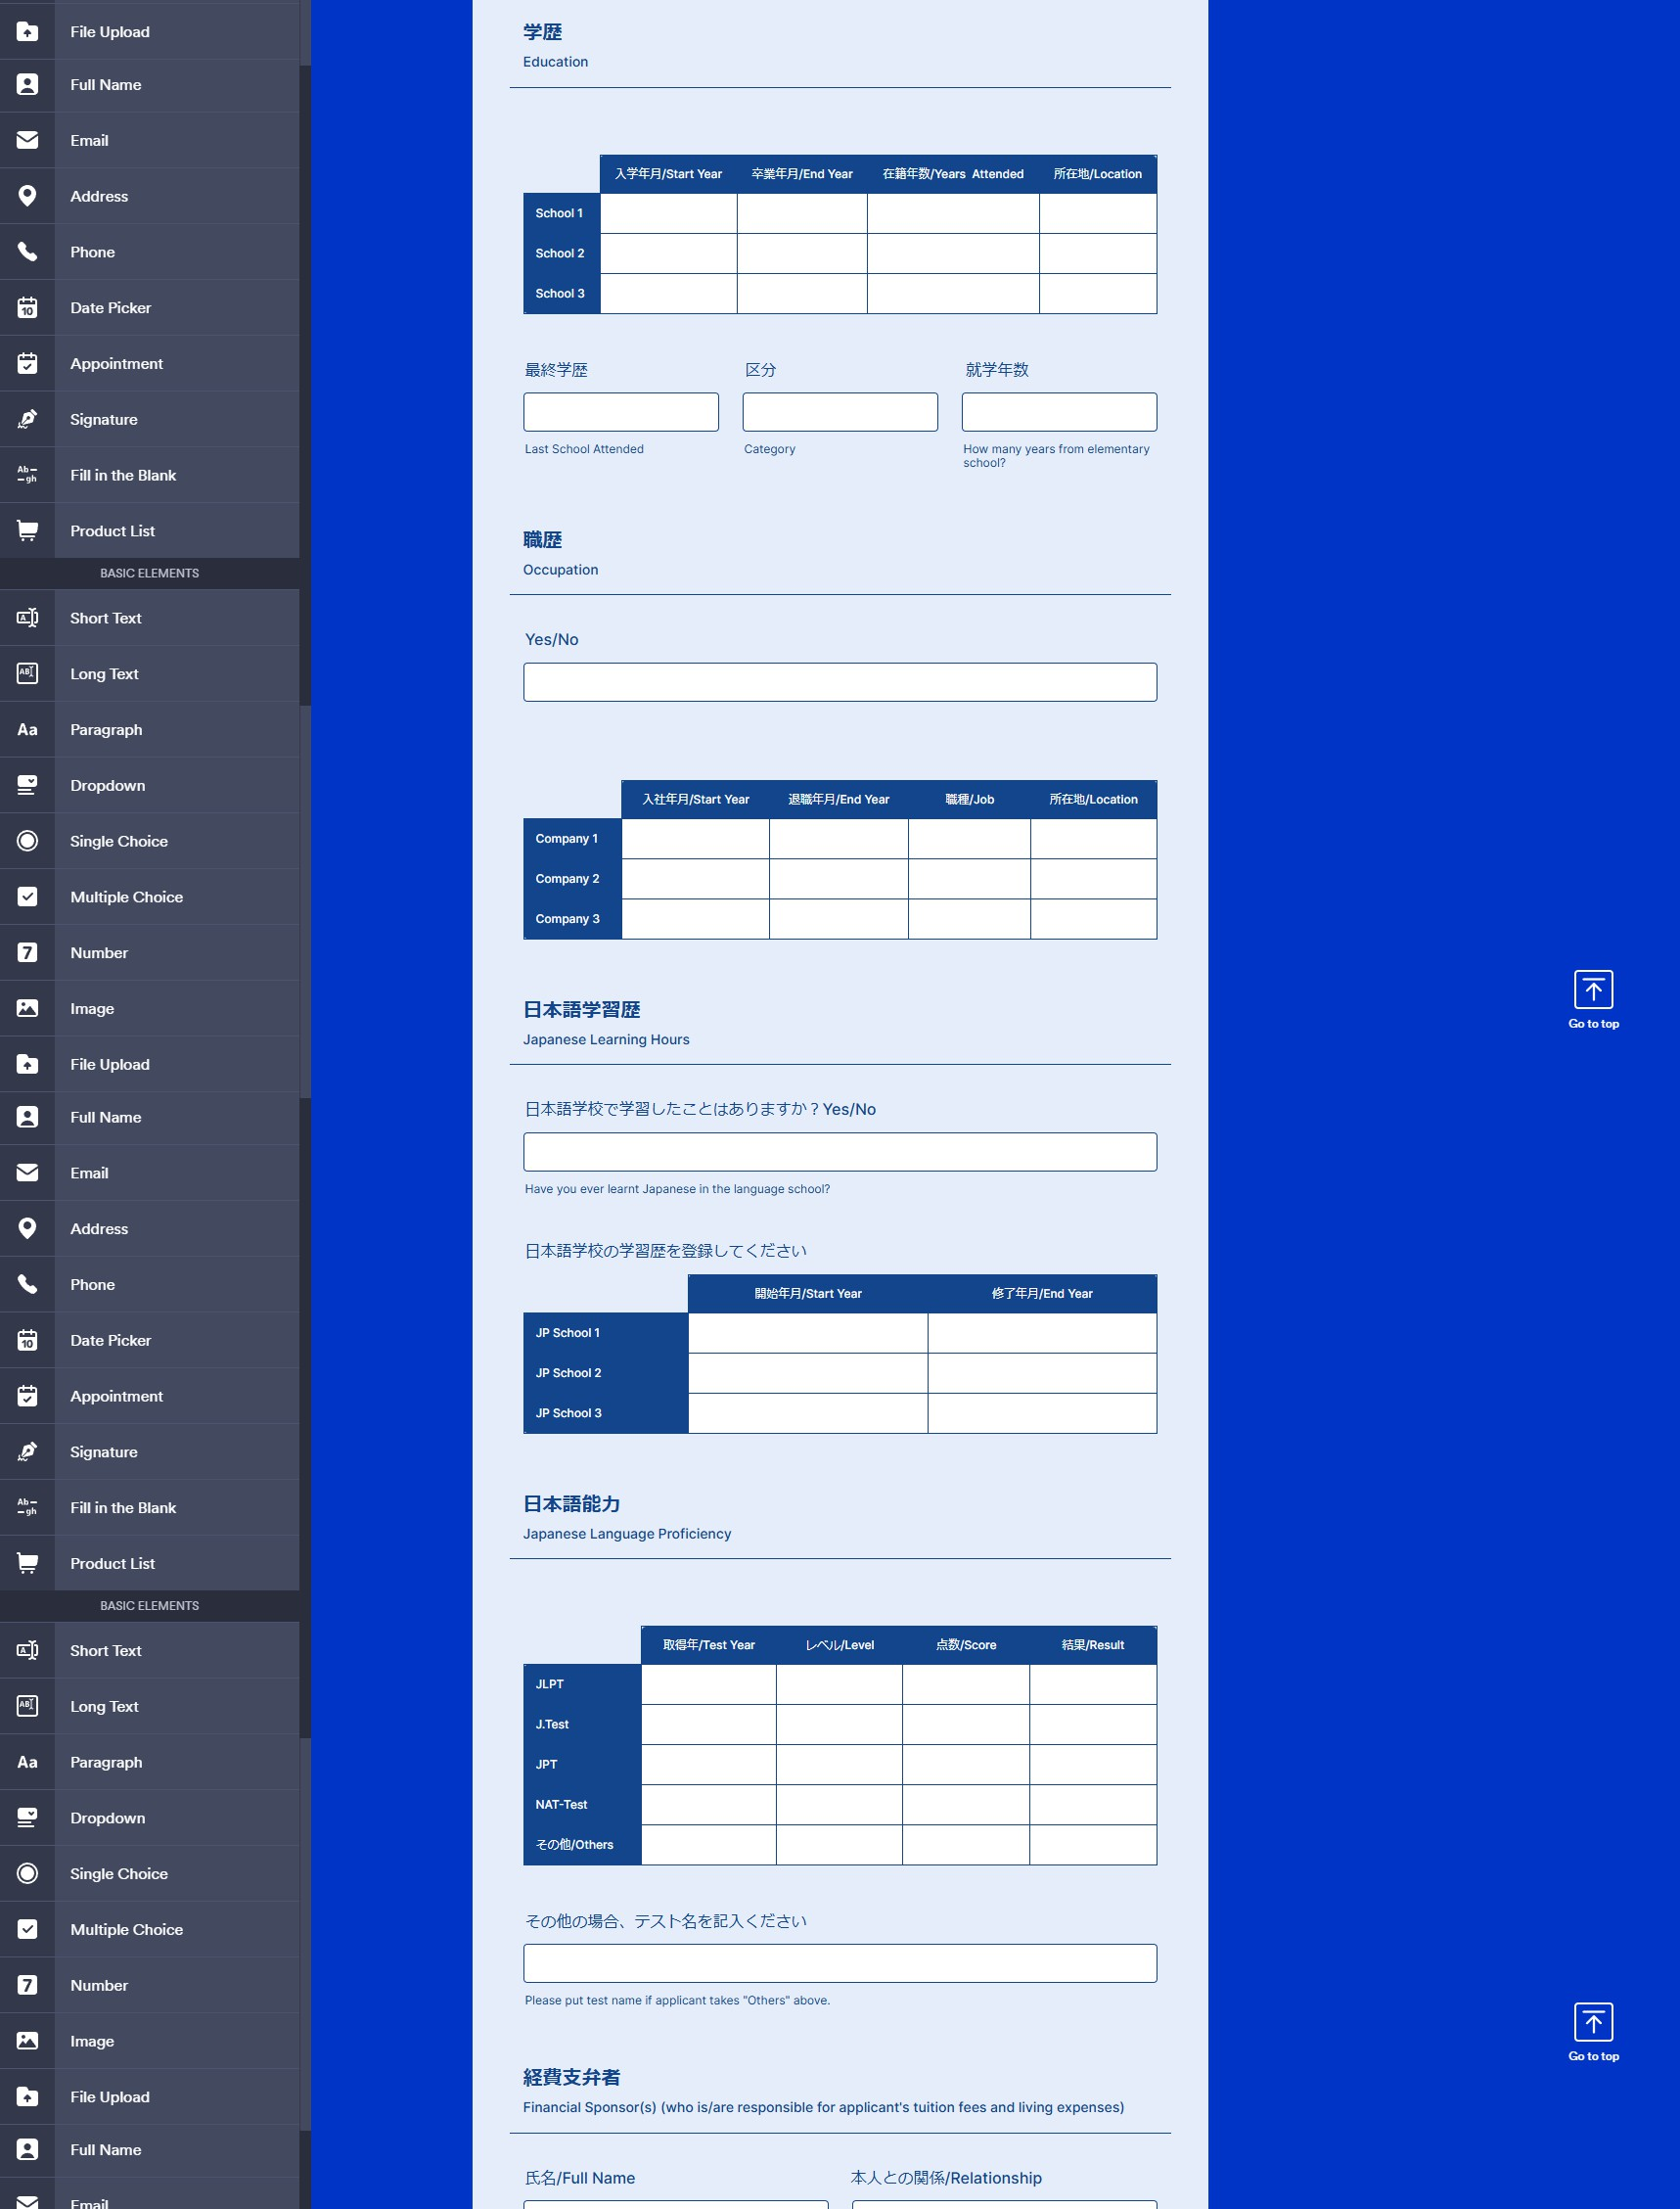 File Upload
Full Name
Email
Address
Phone
10
Date Picker
Appointment
Signature
Ab
gh
Fill in the Blank
Product List
BASIC ELEMENTS
A
Short Text
AB
Long Text
Aa
Paragraph
Dropdown
Single Choice
Multiple Choice
7
Number
Image
File Upload
Full Name
Email
Address
Phone
10
Date Picker
Appointment
Signature
Ab
gh
Fill in the Blank
Product List
BASIC ELEMENTS
A
Short Text
AB
Long Text
Aa
Paragraph
Dropdown
Single Choice
Multiple Choice
7
Number
Image
File Upload
Full Name
Email
学歴
Education
入学年月/Start Year 卒業年月/End Year 在籍年数/Years Attended 所在地/Location
School 1
School 2
School 3
最終学歴 区分 就学年数
Last School Attended Category How many years from elementary
school?
職歴
Occupation
Yes/No
入社年月/Start Year 退職年月/End Year 職種/Job 所在地/Location
Company 1
Company 2
Company 3
日本語学習歴
Japanese Learning Hours
日本語学校で学習したことはありますか？Yes/No
Have you ever learnt Japanese in the language school?
日本語学校の学習歴を登録してください
開始年月/Start Year 修了年月/End Year
JP School 1
JP School 2
JP School 3
日本語能力
Japanese Language Proficiency
取得年/Test Year レベル/Level 点数/Score 結果/Result
JLPT
J.Test
JPT
NAT-Test
その他/Others
その他の場合、テスト名を記入ください
Please put test name if applicant takes "Others" above.
経費支弁者
Financial Sponsor(s) (who is/are responsible for applicant's tuition fees and living expenses)
氏名/Full Name 本人との関係/Relationship
Go to top
Go to top